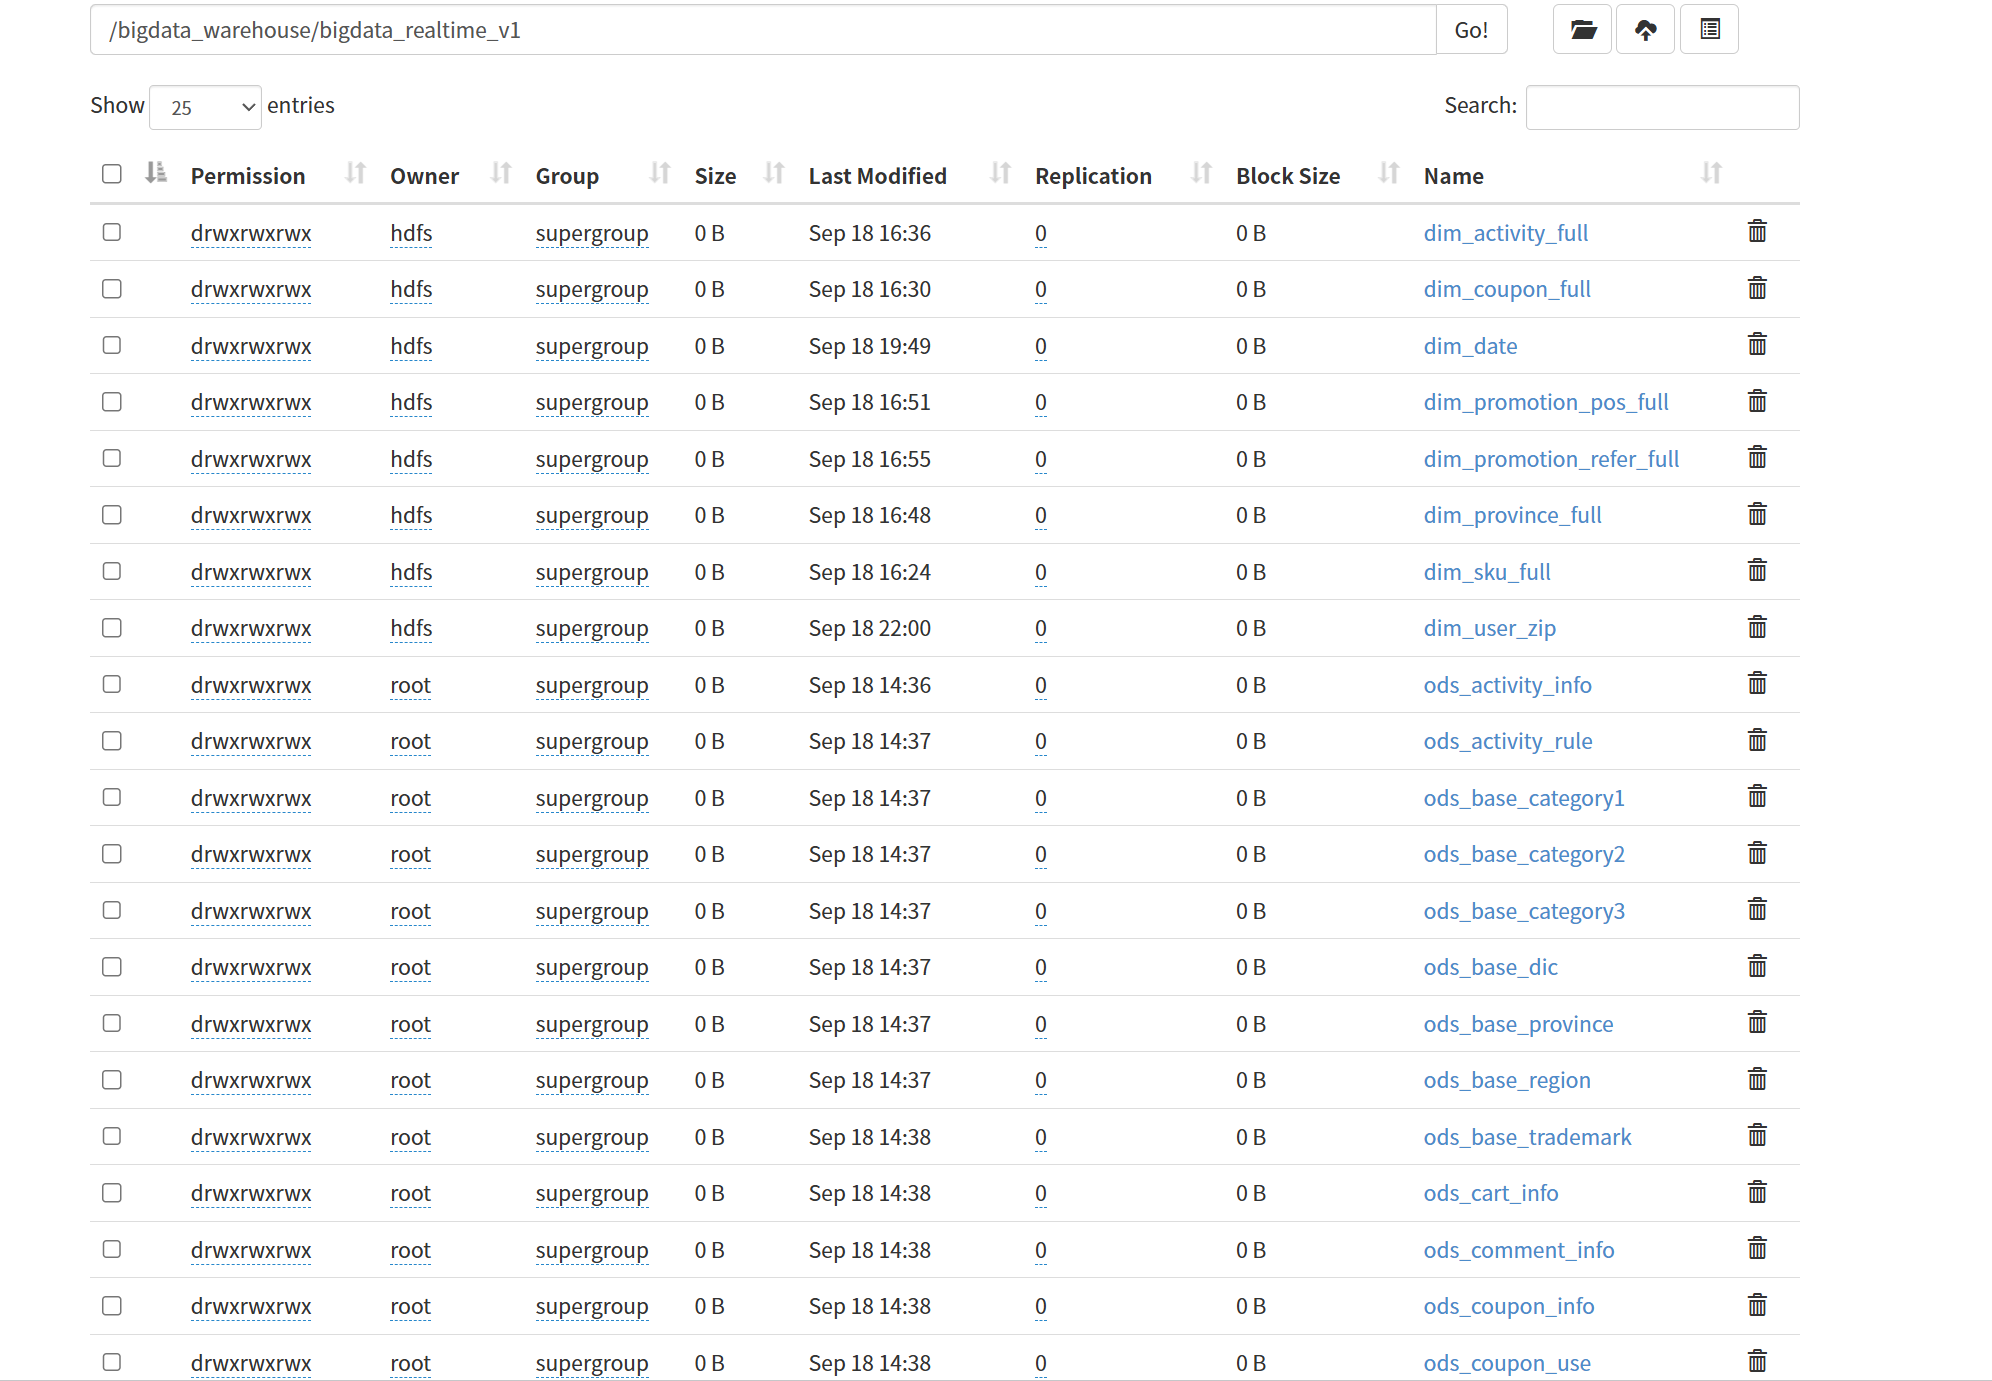 /bigdata_warehouse/bigdata_realtime_v1 Go!
Show 25 entries Search:
Permission Owner Group Size Last Modified Replication Block Size Name
drwxrwxrwx hdfs supergroup 0 B Sep 18 16:36 0 0 B dim_activity_full
drwxrwxrwx hdfs supergroup 0 B Sep 18 16:30 0 0 B dim_coupon_full
drwxrwxrwx hdfs supergroup 0 B Sep 18 19:49 0 0 B dim_date
drwxrwxrwx hdfs supergroup 0 B Sep 18 16:51 0 0 B dim_promotion_pos_full
drwxrwxrwx hdfs supergroup 0 B Sep 18 16:55 0 0 B dim_promotion_refer_full
drwxrwxrwx hdfs supergroup 0 B Sep 18 16:48 0 0 B dim_province_full
drwxrwxrwx hdfs supergroup 0 B Sep 18 16:24 0 0 B dim_sku_full
drwxrwxrwx hdfs supergroup 0 B Sep 18 22:00 0 0 B dim_user_zip
drwxrwxrwx root supergroup 0 B Sep 18 14:36 0 0 B ods_activity_info
drwxrwxrwx root supergroup 0 B Sep 18 14:37 0 0 B ods_activity_rule
drwxrwxrwx root supergroup 0 B Sep 18 14:37 0 0 B ods_base_category1
drwxrwxrwx root supergroup 0 B Sep 18 14:37 0 0 B ods_base_category2
drwxrwxrwx root supergroup 0 B Sep 18 14:37 0 0 B ods_base_category3
drwxrwxrwx root supergroup 0 B Sep 18 14:37 0 0 B ods_base_dic
drwxrwxrwx root supergroup 0 B Sep 18 14:37 0 0 B ods_base_province
drwxrwxrwx root supergroup 0 B Sep 18 14:37 0 0 B ods_base_region
drwxrwxrwx root supergroup 0 B Sep 18 14:38 0 0 B ods_base_trademark
drwxrwxrwx root supergroup 0 B Sep 18 14:38 0 0 B ods_cart_info
drwxrwxrwx root supergroup 0 B Sep 18 14:38 0 0 B ods_comment_info
drwxrwxrwx root supergroup 0 B Sep 18 14:38 0 0 B ods_coupon_info
drwxrwxrwx root supergroup 0 B Sep 18 14:38 0 0 B ods_coupon_use